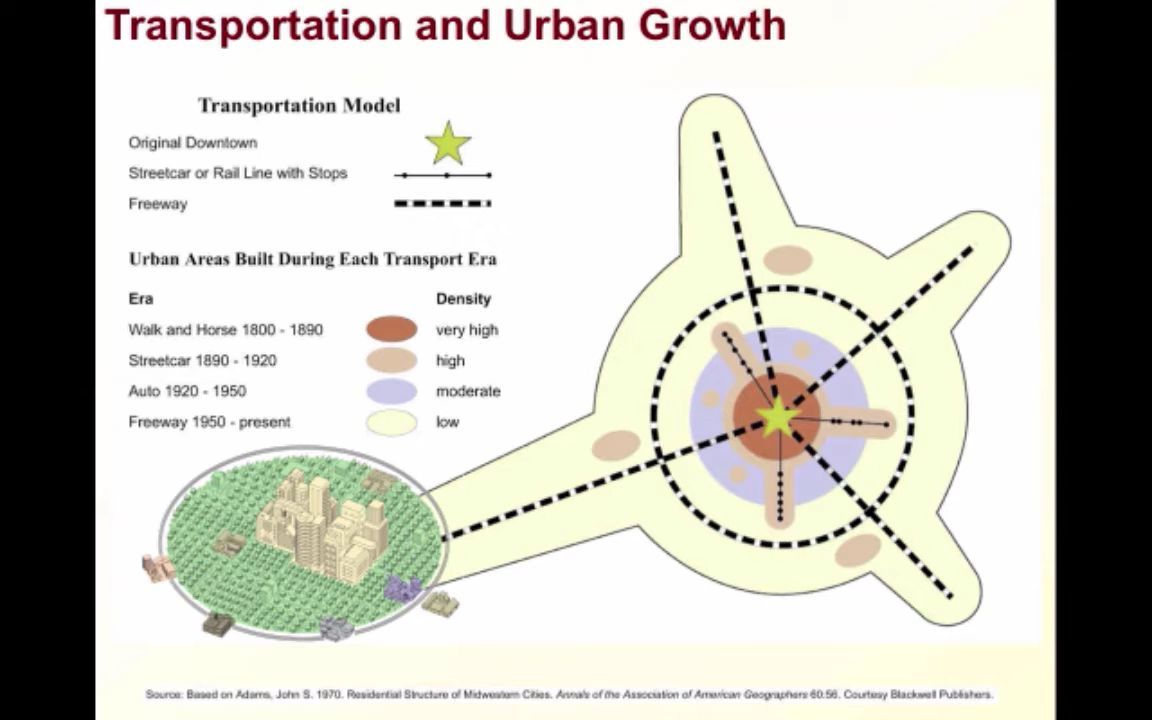 Transportation and Urban Growth
Transportation Model
Original Downtown
Streetcar or Rail Line with Stops
Freeway
Urban Areas Built During Each Transport Era
Era Density
Walk and Horse 1800 - 1890 very high
Streetcar 1890 - 1920 high
Auto 1920 - 1950 moderate
Freeway 1950 - present low
Source: Based on Adams, John S. 1970. Residential Structure of Midwestern Cities. Annals of the Association of American Geographers 60:56. Courtesy Blackwell Publishers.